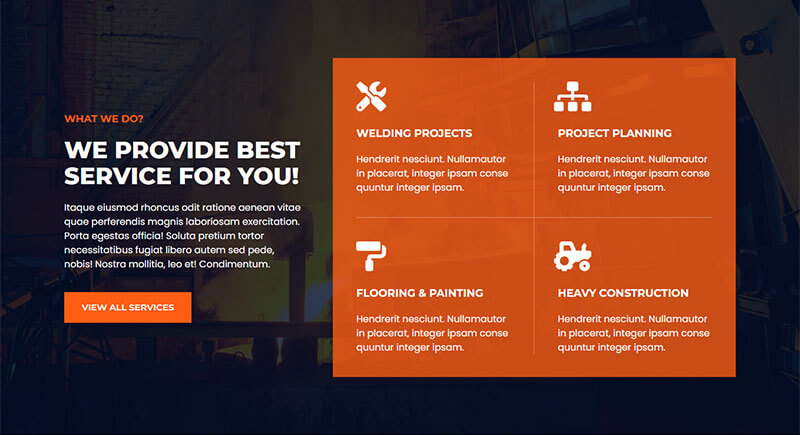 WHAT WE DO?
WE PROVIDE BEST
SERVICE FOR YOU!
Itaque eiusmod rhoncus odit ratione aenean vitae
quae perferendis magnis laboriosam exercitation.
Porta egestas officia! Soluta pretium tortor
necessitatibus fugiat libero autem sed pede,
nobis! Nostra mollitia, leo et! Condimentum.
VIEW ALL SERVICES
WELDING PROJECTS
Hendrerit nesciunt. Nullamautor
in placerat, integer ipsam conse
quuntur integer ipsam.
PROJECT PLANNING
Hendrerit nesciunt. Nullamautor
in placerat, integer ipsam conse
quuntur integer ipsam.
FLOORING & PAINTING
Hendrerit nesciunt. Nullamautor
in placerat, integer ipsam conse
quuntur integer ipsam.
HEAVY CONSTRUCTION
Hendrerit nesciunt. Nullamautor
in placerat, integer ipsam conse
quuntur integer ipsam.